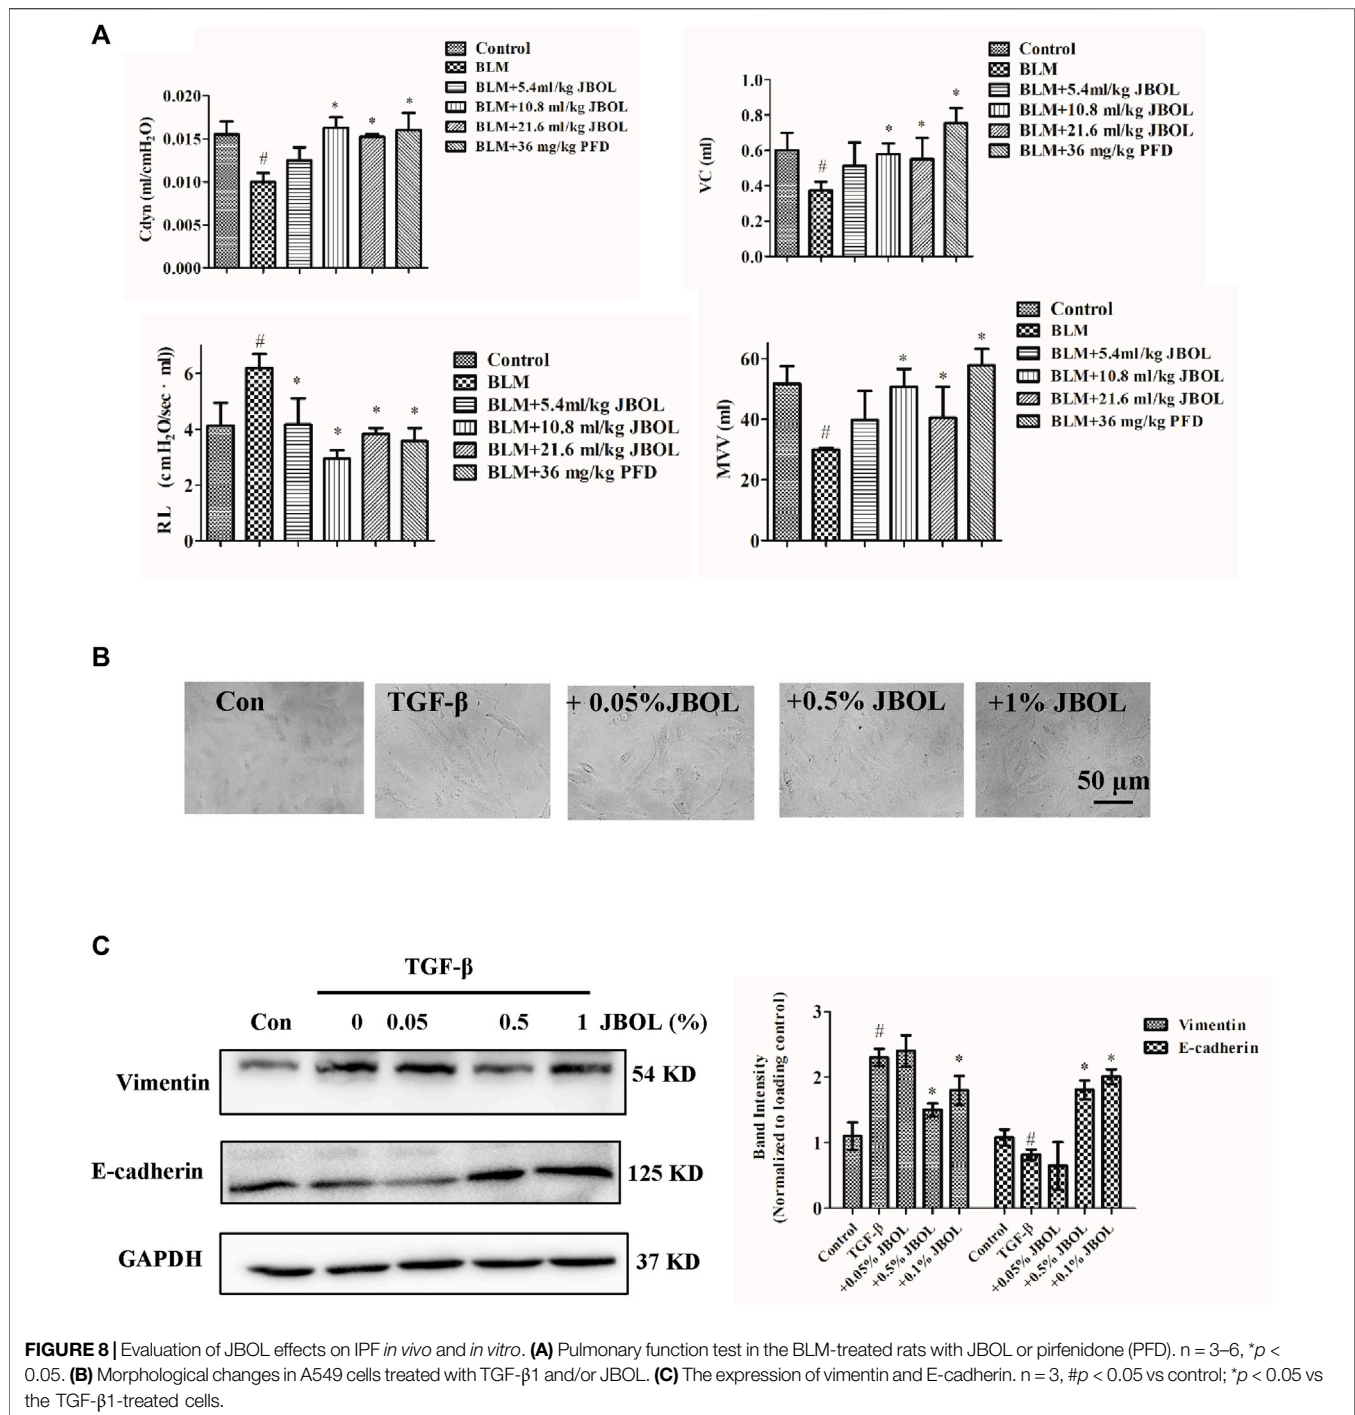 A
Control
BLM
BLM+5.4ml/kg JBOL
BLM+10.8 ml/kg JBOL
BLM+21.6 ml/kg JBOL
BLM+36 mg/kg PFD
Cdyn (ml/cmH₂O)
0.020
0.015
0.010
0.005
0.000
#
*
*
*
Control
BLM
BLM+5.4ml/kg JBOL
BLM+10.8 ml/kg JBOL
BLM+21.6 ml/kg JBOL
BLM+36 mg/kg PFD
VC (ml)
1.0
0.8
0.6
0.4
0.2
0.0
#
*
*
*
Control
BLM
BLM+5.4ml/kg JBOL
BLM+10.8 ml/kg JBOL
BLM+21.6 ml/kg JBOL
BLM+36 mg/kg PFD
RL (cmH₂O/sec · ml))
6
4
2
0
#
*
*
*
*
Control
BLM
BLM+5.4ml/kg JBOL
BLM+10.8 ml/kg JBOL
BLM+21.6 ml/kg JBOL
BLM+36 mg/kg PFD
MVV (ml)
60
40
20
0
#
*
*
*
B
Con
TGF-β
+ 0.05%JBOL
+0.5% JBOL
+1% JBOL
50 μm
C
TGF-β
Con 0 0.05 0.5 1 JBOL (%)
Vimentin 54 KD
E-cadherin 125 KD
GAPDH 37 KD
Band Intensity
(Normalized to loading control)
3
2
1
0
#
*
*
#
*
*
Vimentin
E-cadherin
Control
TGF-β
+0.05% JBOL
+0.5% JBOL
+0.1% JBOL
Control
TGF-β
+0.05% JBOL
+0.5% JBOL
+0.1% JBOL
FIGURE 8 | Evaluation of JBOL effects on IPF in vivo and in vitro. (A) Pulmonary function test in the BLM-treated rats with JBOL or pirfenidone (PFD). n = 3–6, *p <
0.05. (B) Morphological changes in A549 cells treated with TGF-β1 and/or JBOL. (C) The expression of vimentin and E-cadherin. n = 3, #p < 0.05 vs control; *p < 0.05 vs
the TGF-β1-treated cells.